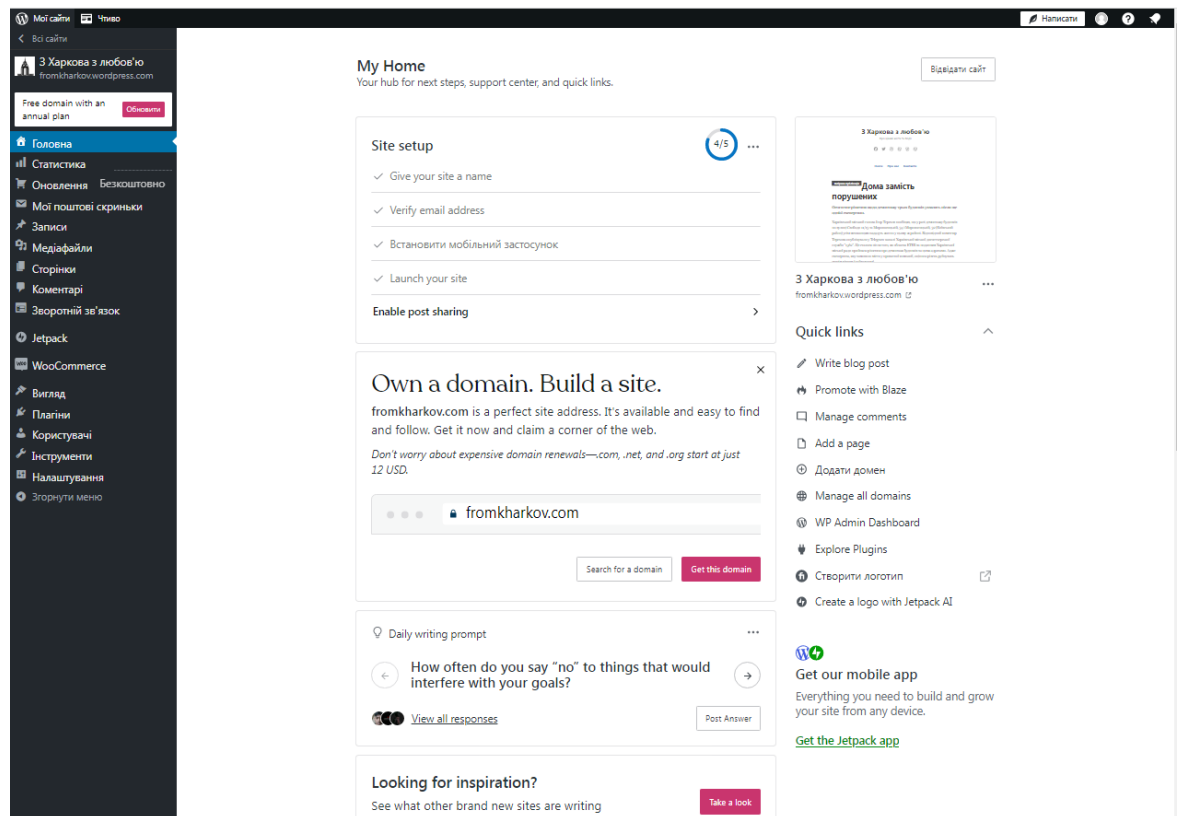 Мої сайти Чтиво Написати
Всі сайти
З Харкова з любов'ю
fromkharkov.wordpress.com
Free domain with an
annual plan
Обновити
Головна
Статистика
Оновлення Безкоштовно
Мої поштові скриньки
Записи
Медіафайли
Сторінки
Коментарі
Зворотній зв'язок
Jetpack
WooCommerce
Вигляд
Плагіни
Користувачі
Інструменти
Налаштування
Згорнути меню
My Home
Your hub for next steps, support center, and quick links.
Відвідати сайт
Site setup
4/5
Give your site a name
Verify email address
Встановити мобільний застосунок
Launch your site
Enable post sharing
Own a domain. Build a site.
fromkharkov.com is a perfect site address. It's available and easy to find
and follow. Get it now and claim a corner of the web.
Don't worry about expensive domain renewals—.com, .net, and .org start at just
12 USD.
fromkharkov.com
Search for a domain Get this domain
Daily writing prompt
How often do you say "no" to things that would
interfere with your goals?
View all responses
Post Answer
Looking for inspiration?
See what other brand new sites are writing
Take a look
З Харкова з любов'ю
Дома замість
порушених
З Харкова з любов'ю
fromkharkov.wordpress.com
Quick links
Write blog post
Promote with Blaze
Manage comments
Add a page
Додати домен
Manage all domains
WP Admin Dashboard
Explore Plugins
Створити логотип
Create a logo with Jetpack AI
Get our mobile app
Everything you need to build and grow
your site from any device.
Get the Jetpack app